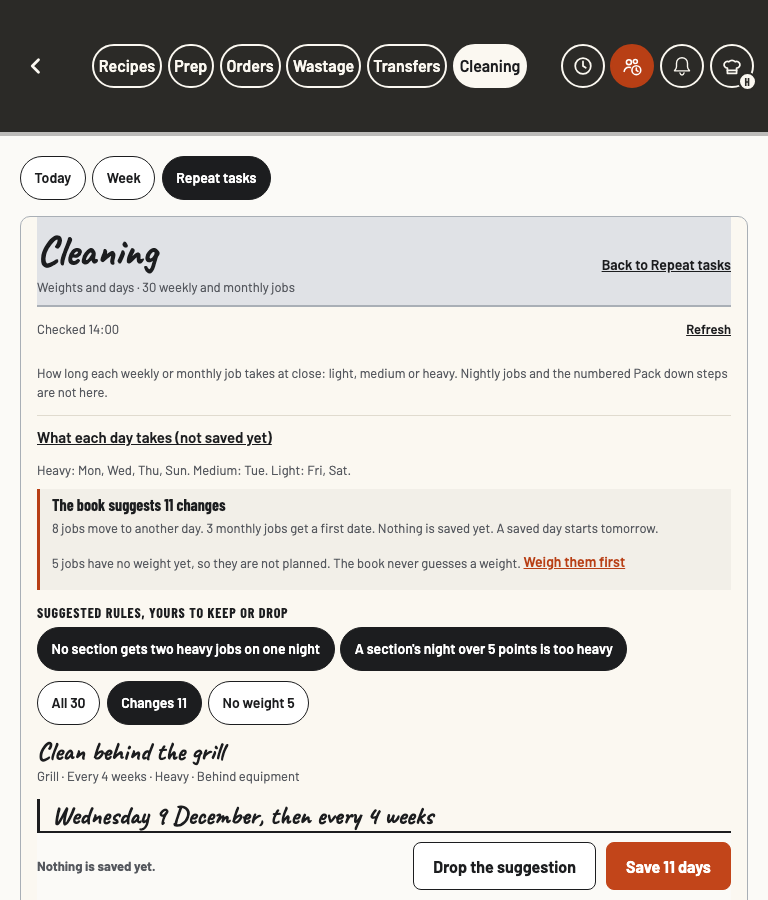 Recipes Prep Orders Wastage Transfers Cleaning
H
Today Week Repeat tasks
Cleaning
Back to Repeat tasks
Weights and days · 30 weekly and monthly jobs
Checked 14:00 Refresh
How long each weekly or monthly job takes at close: light, medium or heavy. Nightly jobs and the numbered Pack down steps
are not here.
What each day takes (not saved yet)
Heavy: Mon, Wed, Thu, Sun. Medium: Tue. Light: Fri, Sat.
The book suggests 11 changes
8 jobs move to another day. 3 monthly jobs get a first date. Nothing is saved yet. A saved day starts tomorrow.
5 jobs have no weight yet, so they are not planned. The book never guesses a weight. Weigh them first
SUGGESTED RULES, YOURS TO KEEP OR DROP
No section gets two heavy jobs on one night A section's night over 5 points is too heavy
All 30 Changes 11 No weight 5
Clean behind the grill
Grill · Every 4 weeks · Heavy · Behind equipment
Wednesday 9 December, then every 4 weeks
Nothing is saved yet. Drop the suggestion Save 11 days